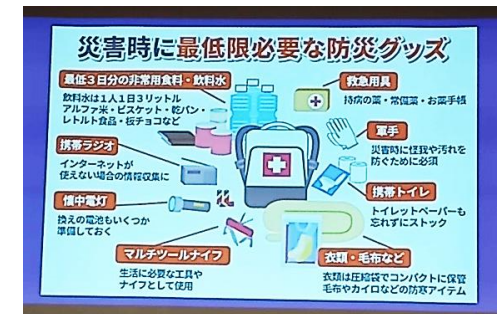 災害時に最低限必要な防災グッズ
最低3日分の非常用食料・飲料水
飲料水は1人1日3リットル
アルファ米・ビスケット・乾パン・
レトルト食品・板チョコなど
携帯ラジオ
インターネットが
使えない場合の情報収集に
懐中電灯
換えの電池もいくつか
準備しておく
マルチツールナイフ
生活に必要な工具や
ナイフとして使用
救急用具
持病の薬・常備薬・お薬手帳
軍手
災害時に怪我や汚れを
防ぐために必須
携帯トイレ
トイレットペーパーも
忘れずにストック
衣類・毛布など
衣類は圧縮袋でコンパクトに保管
毛布やカイロなどの防寒アイテム